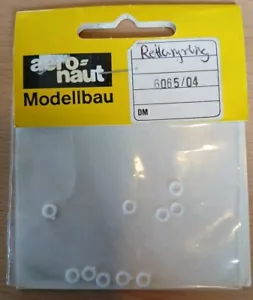 aero=
naut
Modellbau
Rettungsring
6065/04
DM